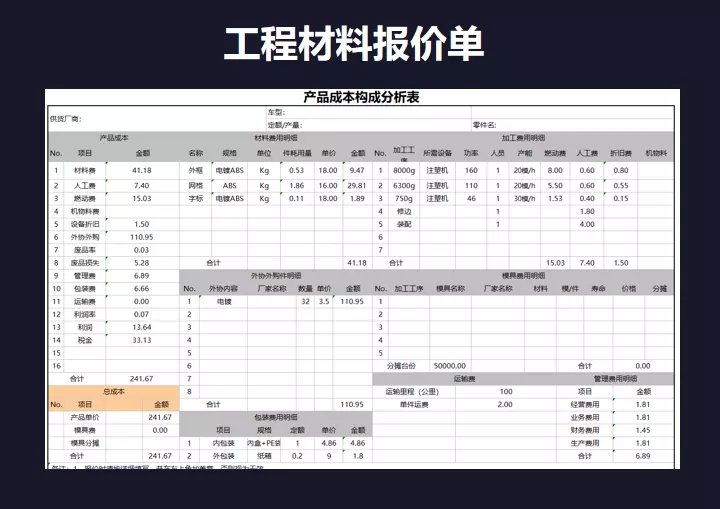 工程材料报价单
产品成本构成分析表
供货厂商： 车型：
定额/产量： 零件名：
产品成本 材料费用明细 加工费用明细
No. 项目 金额 名称 规格 单位 件耗用量 单价 金额 No. 加工工序 所需设备 功率 人员 产能 燃动费 人工费 折旧费 机物料
1 材料费 41.18 外框 电镀ABS Kg 0.53 18.00 9.47 1 8000g 注塑机 160 1 20模/h 8.00 0.60 0.80
2 人工费 7.40 网格 ABS Kg 1.86 16.00 29.81 2 6300g 注塑机 110 1 20模/h 5.50 0.60 0.55
3 燃动费 15.03 字标 电镀ABS Kg 0.11 18.00 1.89 3 750g 注塑机 46 1 30模/h 1.53 0.40 0.15
4 机物料费 4 修边 1 1.80
5 设备折旧 1.50 5 装配 1 4.00
6 外协外购 110.95 6
7 废品率 0.03 7
8 废品损失 5.28 合计 41.18 合计 15.03 7.40 1.50
9 管理费 6.89 外协外购件明细 模具费用明细
10 包装费 6.66 No. 外协内容 厂家名称 数量 单价 金额 No. 加工工序 模具名称 厂家名称 材料 模/件 寿命 价格 分摊
11 运输费 0.00 1 电镀 32 3.5 110.95 1
12 利润率 0.07 2 2
13 利润 13.64 3 3
14 税金 33.13 4 4
15 5 5
16 6 分摊台份 50000.00 合计 0.00
合计 241.67 7 运输费 管理费用明细
总成本 8 运输里程（公里） 100 项目 金额
No. 项目 金额 合计 110.95 单件运费 2.00 经营费用 1.81
产品单价 241.67 包装费用明细 业务费用 1.81
模具费 0.00 项目 规格 定额 单价 金额 财务费用 1.45
模具分摊 1 内包装 内盒+PE袋 1 4.86 4.86 生产费用 1.81
合计 241.67 2 外包装 纸箱 0.2 9 1.8 合计 6.89